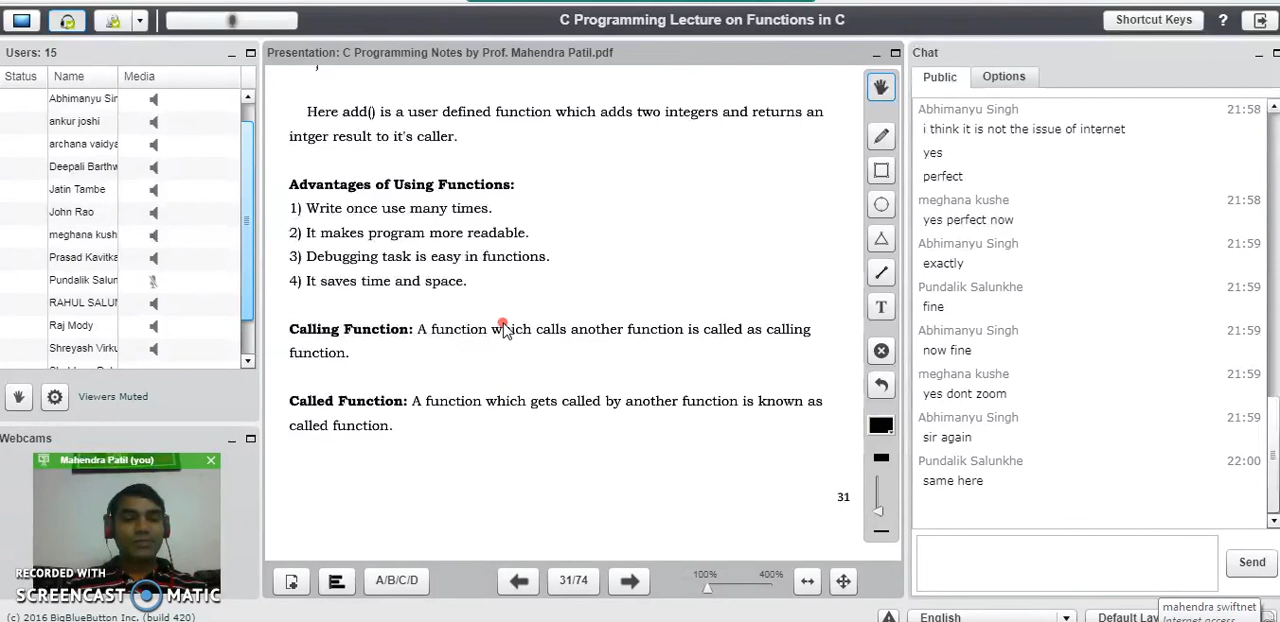 C Programming Lecture on Functions in C
Shortcut Keys
?
Users: 15
Status Name Media
Abhimanyu Sir
ankur joshi
archana vaidya
Deepali Barthw
Jatin Tambe
John Rao
meghana kush
Prasad Kavitka
Pundalik Salun
RAHUL SALUN
Raj Mody
Shreyash Virku
Viewers Muted
Webcams
Mahendra Patil (you)
RECORDED WITH
SCREENCAST MATIC
(c) 2016 BigBlueButton Inc. (build 420)
Presentation: C Programming Notes by Prof. Mahendra Patil.pdf
Here add() is a user defined function which adds two integers and returns an
intger result to it's caller.
Advantages of Using Functions:
1) Write once use many times.
2) It makes program more readable.
3) Debugging task is easy in functions.
4) It saves time and space.
Calling Function: A function which calls another function is called as calling
function.
Called Function: A function which gets called by another function is known as
called function.
31
T
A/B/C/D
31/74
100% 400%
Chat
Public Options
Abhimanyu Singh 21:58
i think it is not the issue of internet
yes
perfect
meghana kushe 21:58
yes perfect now
Abhimanyu Singh 21:59
exactly
Pundalik Salunkhe 21:59
fine
Abhimanyu Singh 21:59
now fine
meghana kushe 21:59
yes dont zoom
Abhimanyu Singh 21:59
sir again
Pundalik Salunkhe 22:00
same here
Send
English
Default Lay
mahendra swiftnet
Internet access